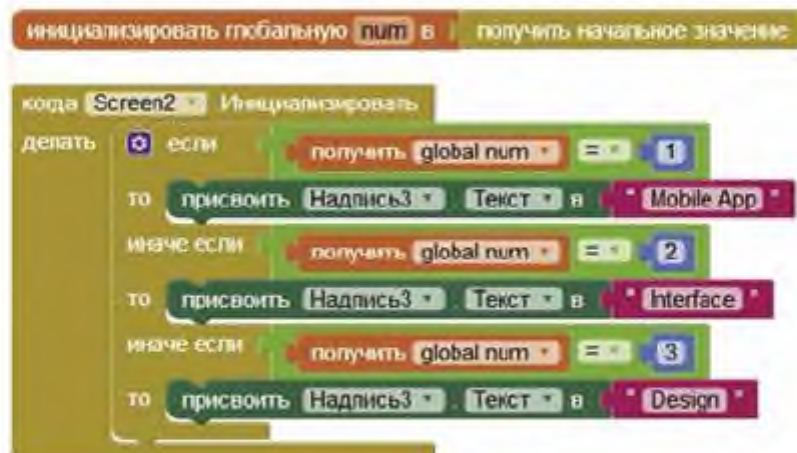 инициализировать глобальную num в получить начальное значение
когда Screen2 Инициализировать
делать если получить global num = 1
то присвоить Надпись3 . Текст в " Mobile App "
иначе если получить global num = 2
то присвоить Надпись3 . Текст в " Interface "
иначе если получить global num = 3
то присвоить Надпись3 . Текст в " Design "